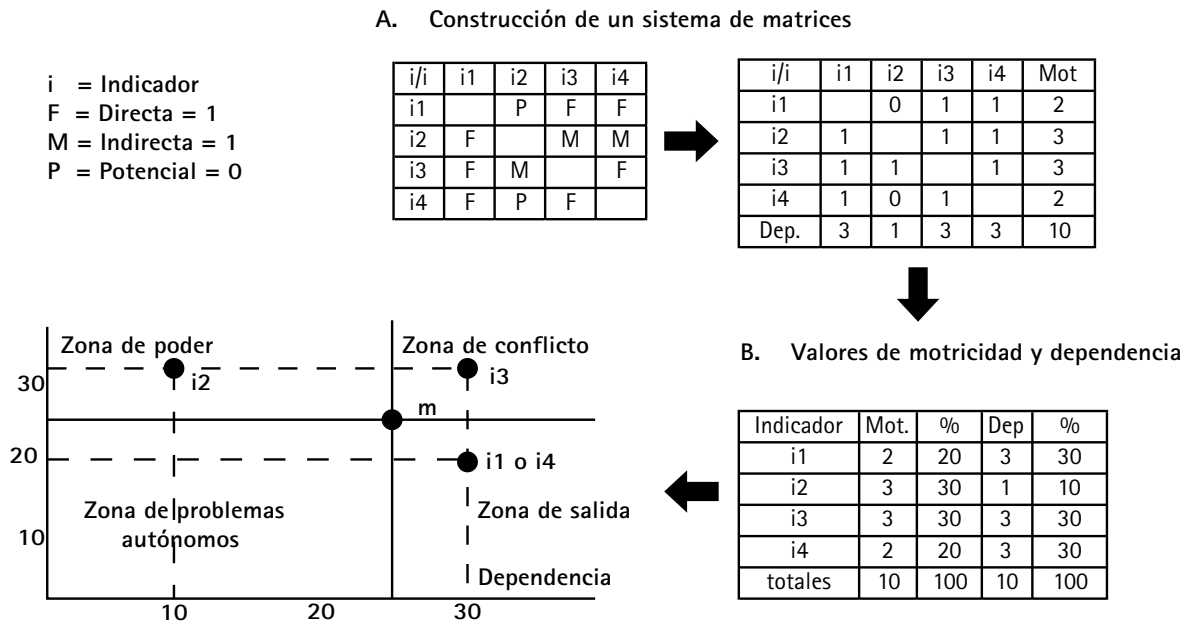 A. Construcción de un sistema de matrices
i = Indicador
F = Directa = 1
M = Indirecta = 1
P = Potencial = 0
i/i i1 i2 i3 i4
i1 P F F
i2 F M M
i3 F M F
i4 F P F
i/i i1 i2 i3 i4 Mot
i1 0 1 1 2
i2 1 1 1 3
i3 1 1 1 3
i4 1 0 1 2
Dep. 3 1 3 3 10
B. Valores de motricidad y dependencia
Indicador Mot. % Dep %
i1 2 20 3 30
i2 3 30 1 10
i3 3 30 3 30
i4 2 20 3 30
totales 10 100 10 100
Zona de poder Zona de conflicto
30 i2 i3
m
20 i1 o i4
Zona de problemas Zona de salida
10 autónomos
Dependencia
10 20 30